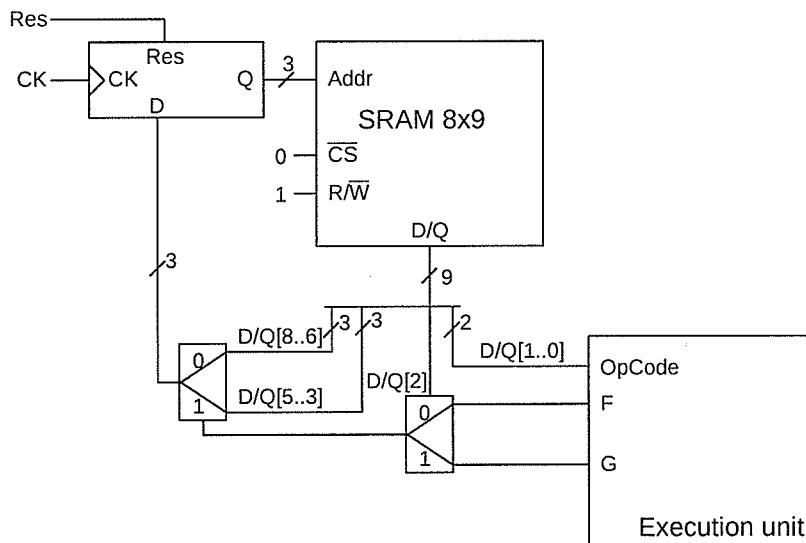 Res
Res
CK
CK
Q
3
D
Addr
SRAM 8x9
0
CS
1
R/W
D/Q
3
9
3
3
2
D/Q[8..6]
D/Q[1..0]
0
OpCode
D/Q[5..3]
D/Q[2]
1
0
F
1
G
Execution unit